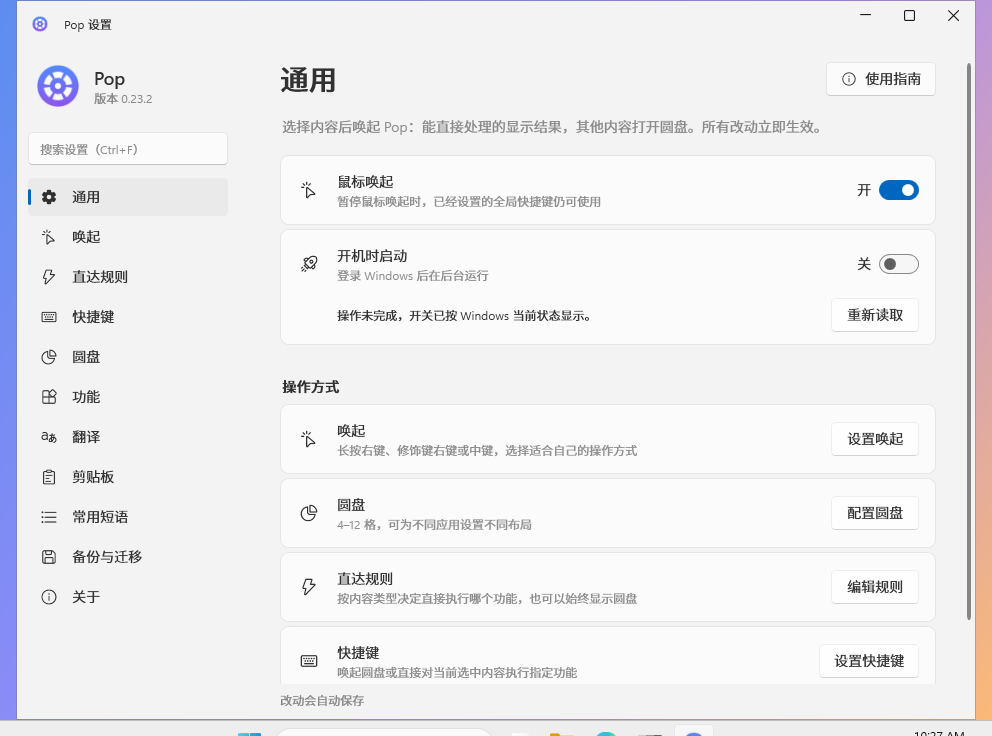 Pop 设置
Pop
版本 0.23.2
搜索设置（Ctrl+F）
通用
唤起
直达规则
快捷键
圆盘
功能
翻译
剪贴板
常用短语
备份与迁移
关于
通用
使用指南
选择内容后唤起 Pop：能直接处理的显示结果，其他内容打开圆盘。所有改动立即生效。
鼠标唤起
暂停鼠标唤起时，已经设置的全局快捷键仍可使用
开
开机时启动
登录 Windows 后在后台运行
关
操作未完成，开关已按 Windows 当前状态显示。
重新读取
操作方式
唤起
长按右键、修饰键右键或中键，选择适合自己的操作方式
设置唤起
圆盘
4–12 格，可为不同应用设置不同布局
配置圆盘
直达规则
按内容类型决定直接执行哪个功能，也可以始终显示圆盘
编辑规则
快捷键
唤起圆盘或直接对当前选中内容执行指定功能
设置快捷键
改动会自动保存
10:27 AM